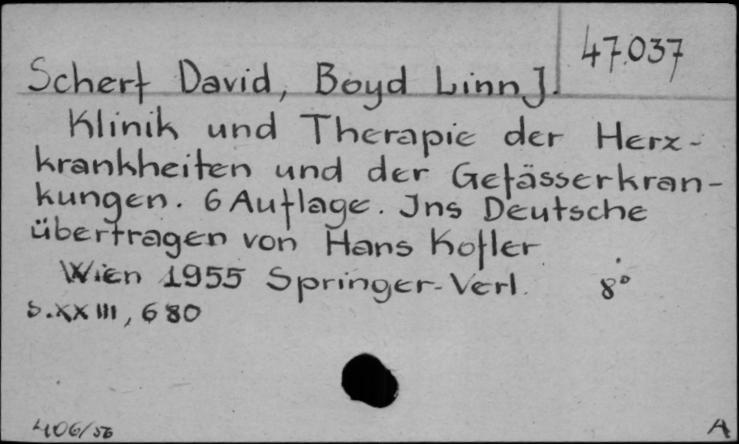 47.037
Scherf David, Boyd Linn J.
Klinik und Therapie der Herz-
krankheiten und der Gefässerkran-
kungen. 6 Auflage. Ins Deutsche
übertragen von Hans Kofler
Wien 1955 Springer-Verl. 8°
S.XXIII, 680
406/56
A